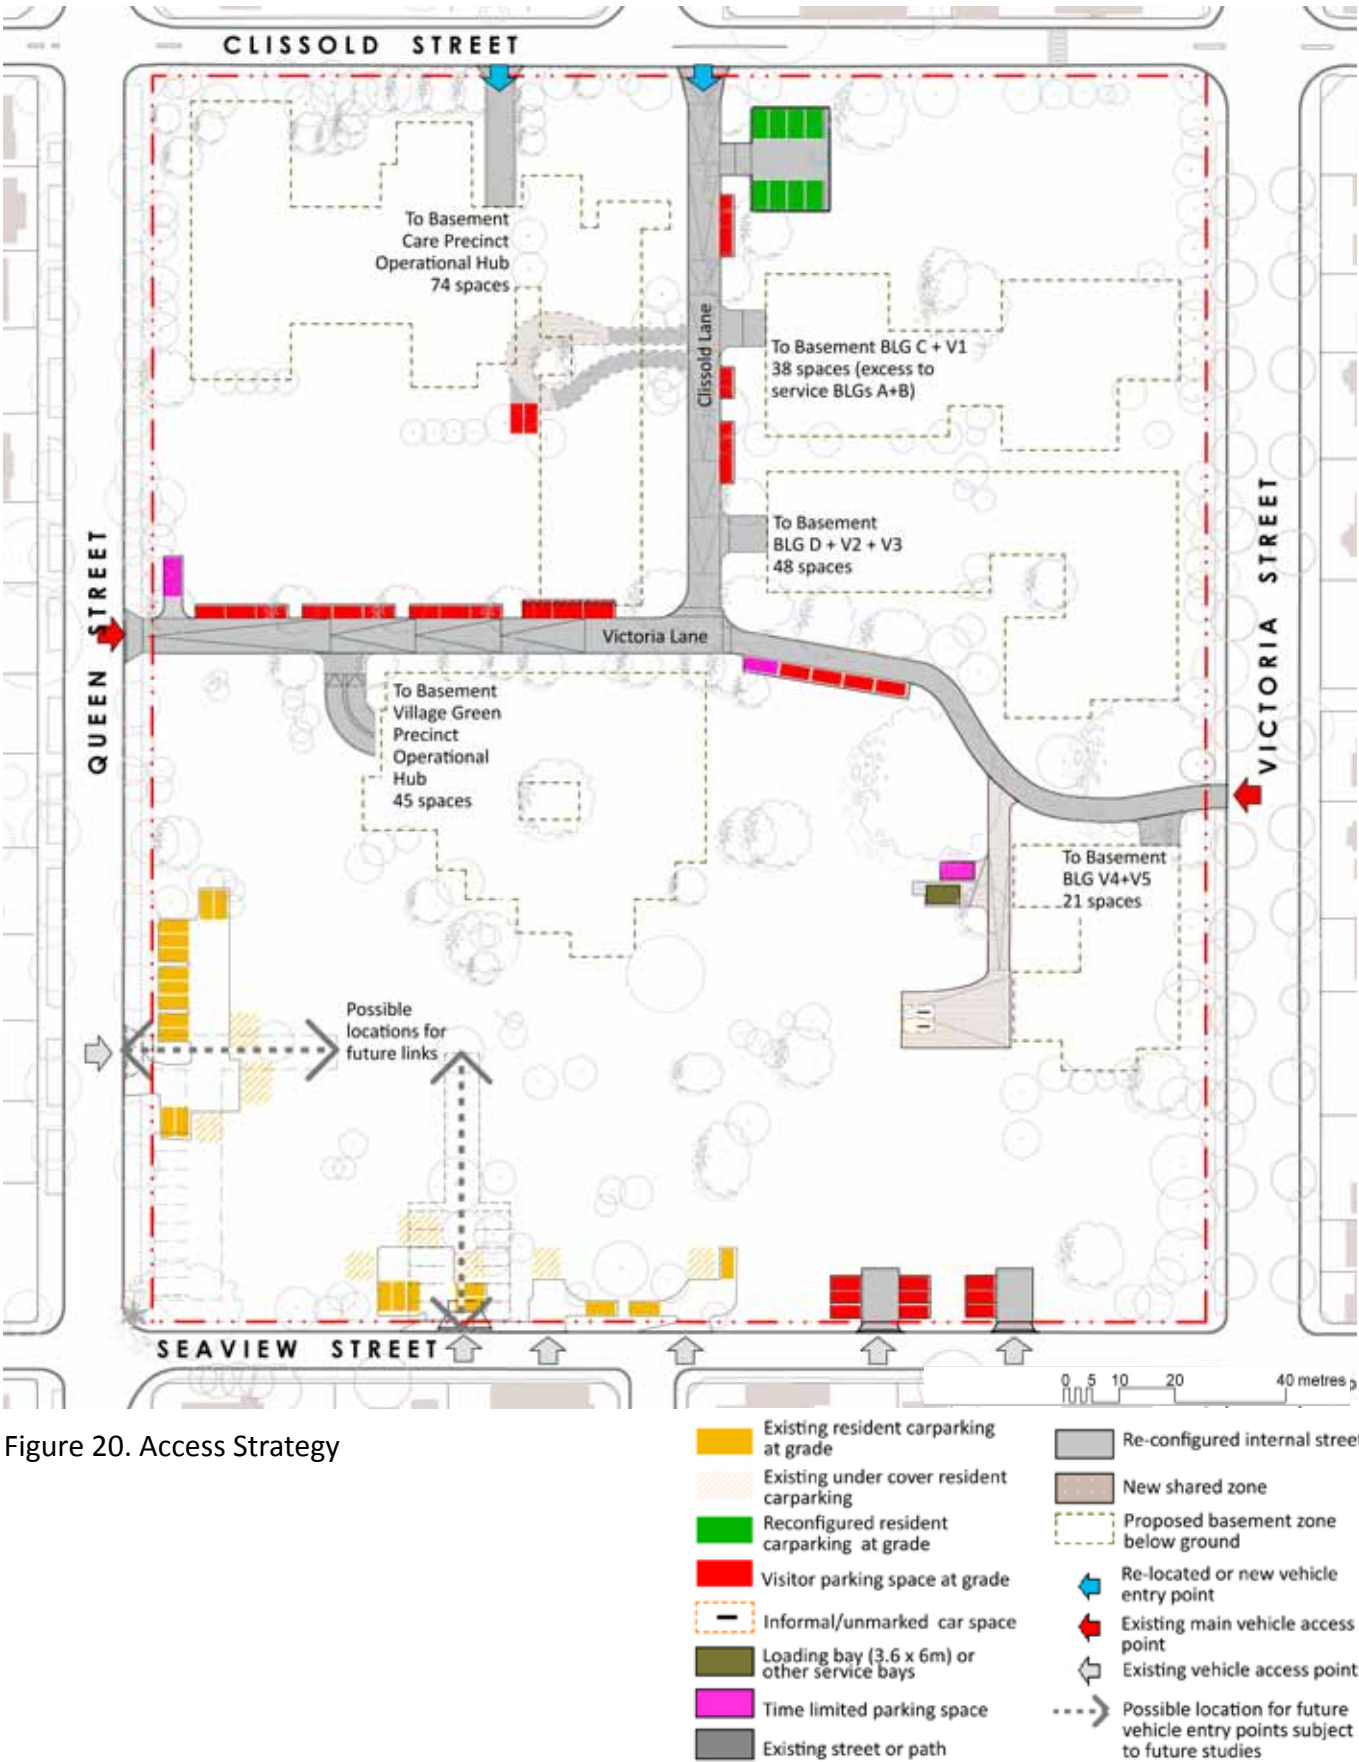 CLISSOLD STREET
To Basement
Care Precinct
Operational Hub
74 spaces
Clissold Lane
To Basement BLG C + V1
38 spaces (excess to
service BLGs A+B)
To Basement
BLG D + V2 + V3
48 spaces
QUEEN STREET
VICTORIA STREET
Victoria Lane
To Basement
Village Green
Precinct
Operational
Hub
45 spaces
To Basement
BLG V4+V5
21 spaces
Possible
locations for
future links
SEAVIEW STREET
0 5 10 20 40 metres
Figure 20. Access Strategy
Existing resident carparking
at grade
Existing under cover resident
carparking
Reconfigured resident
carparking at grade
Visitor parking space at grade
Informal/unmarked car space
Loading bay (3.6 x 6m) or
other service bays
Time limited parking space
Existing street or path
Re-configured internal street
New shared zone
Proposed basement zone
below ground
Re-located or new vehicle
entry point
Existing main vehicle access
point
Existing vehicle access point
Possible location for future
vehicle entry points subject
to future studies